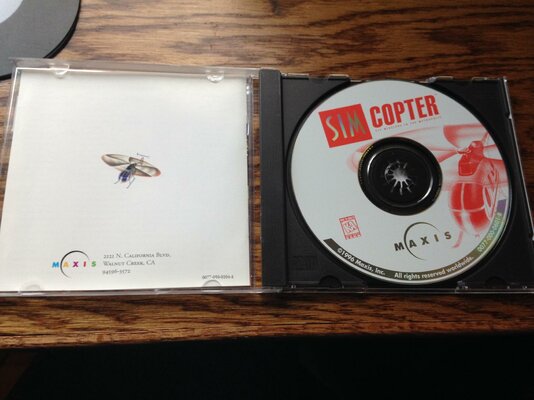 MAXIS
2121 N. California Blvd.
Walnut Creek, CA
94596-3572
SIM
COPTER
MAXIS
©1996 Maxis, Inc. All rights reserved worldwide.